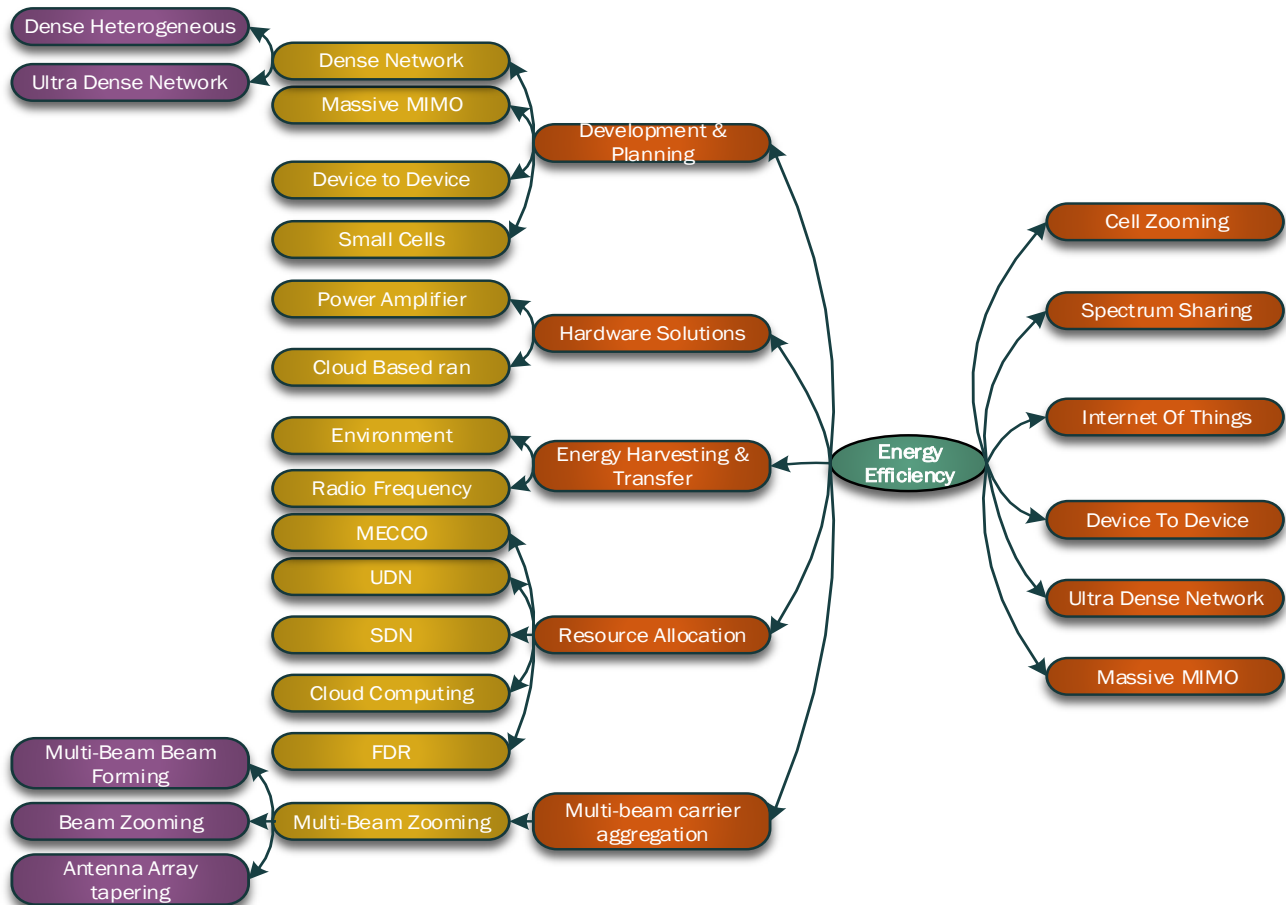 Dense Heterogeneous
Ultra Dense Network
Dense Network
Massive MIMO
Device to Device
Small Cells
Development &
Planning
Power Amplifier
Cloud Based ran
Hardware Solutions
Environment
Radio Frequency
Energy Harvesting &
Transfer
MECCO
UDN
SDN
Cloud Computing
FDR
Resource Allocation
Multi-Beam Beam
Forming
Beam Zooming
Antenna Array
tapering
Multi-Beam Zooming
Multi-beam carrier
aggregation
Energy
Efficiency
Cell Zooming
Spectrum Sharing
Internet Of Things
Device To Device
Ultra Dense Network
Massive MIMO